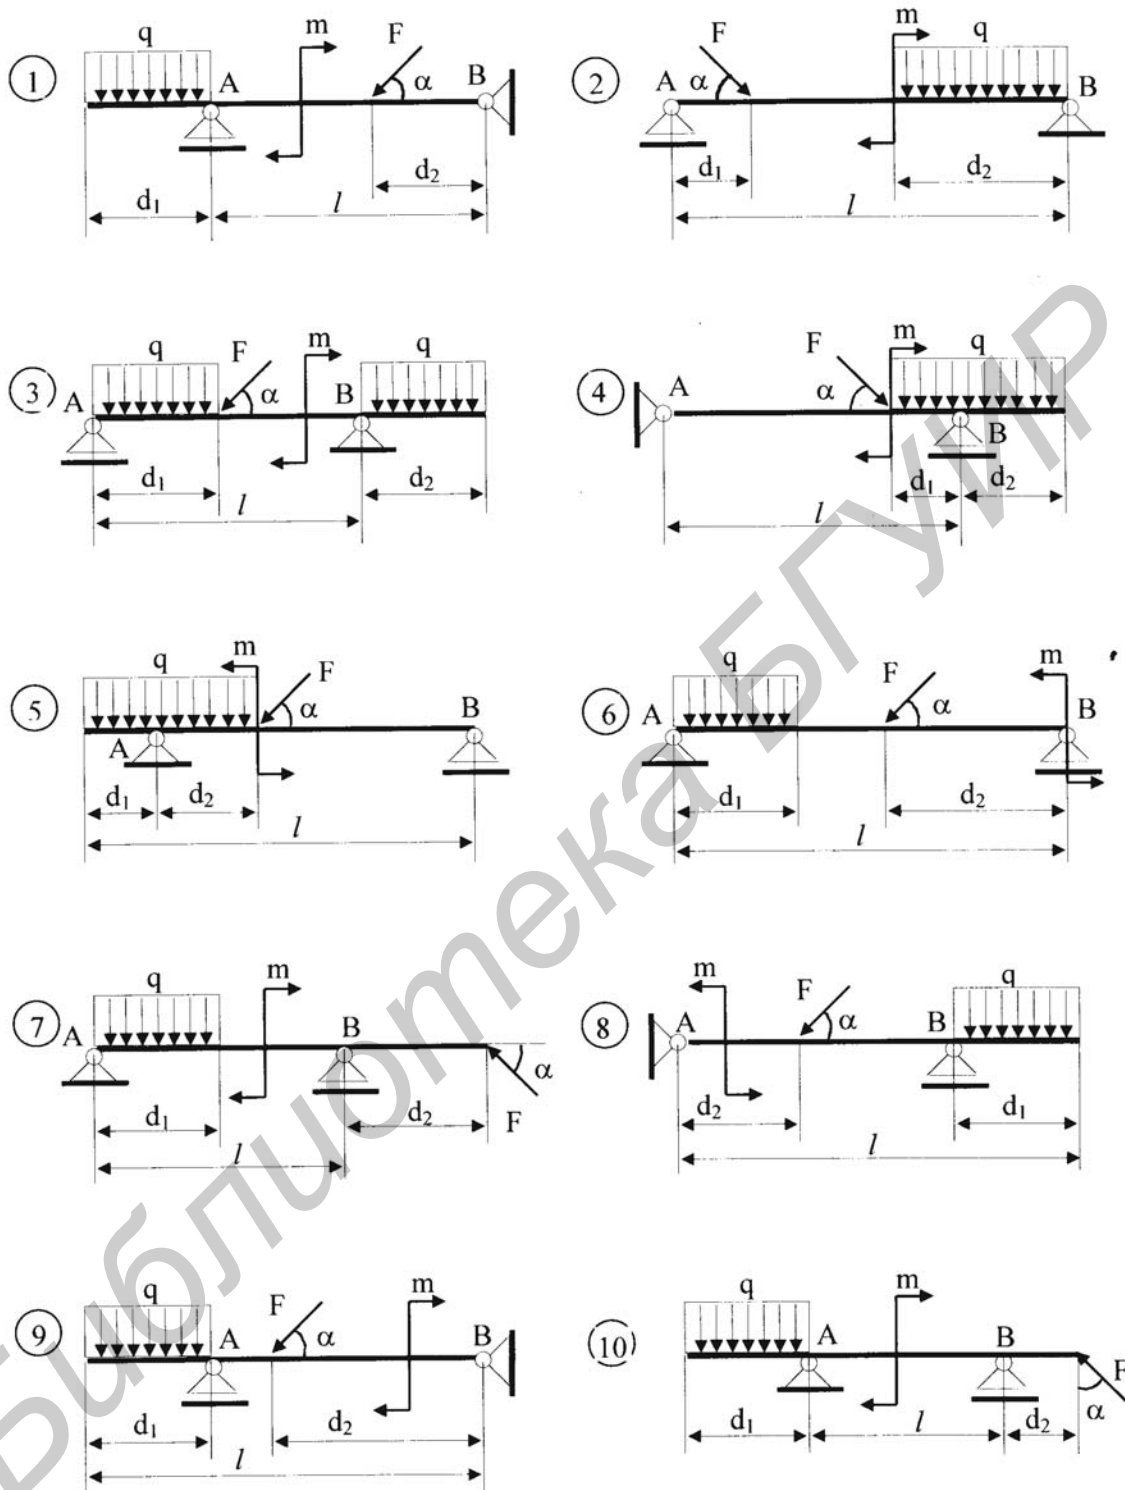 1 q A m F α B d₁ l d₂
2 A F α m q B d₁ d₂ l
3 A q F α m B q d₁ d₂ l
4 A F α m q B d₁ d₂ l
5 q m F α A B d₁ d₂ l
6 A q F α m B d₁ d₂ l
7 A q m B α F d₁ d₂ l
8 m A F α B q d₂ d₁ l
9 q A F α m B d₁ d₂ l
10 q A m B F α d₁ l d₂
Библиотека БГУИР